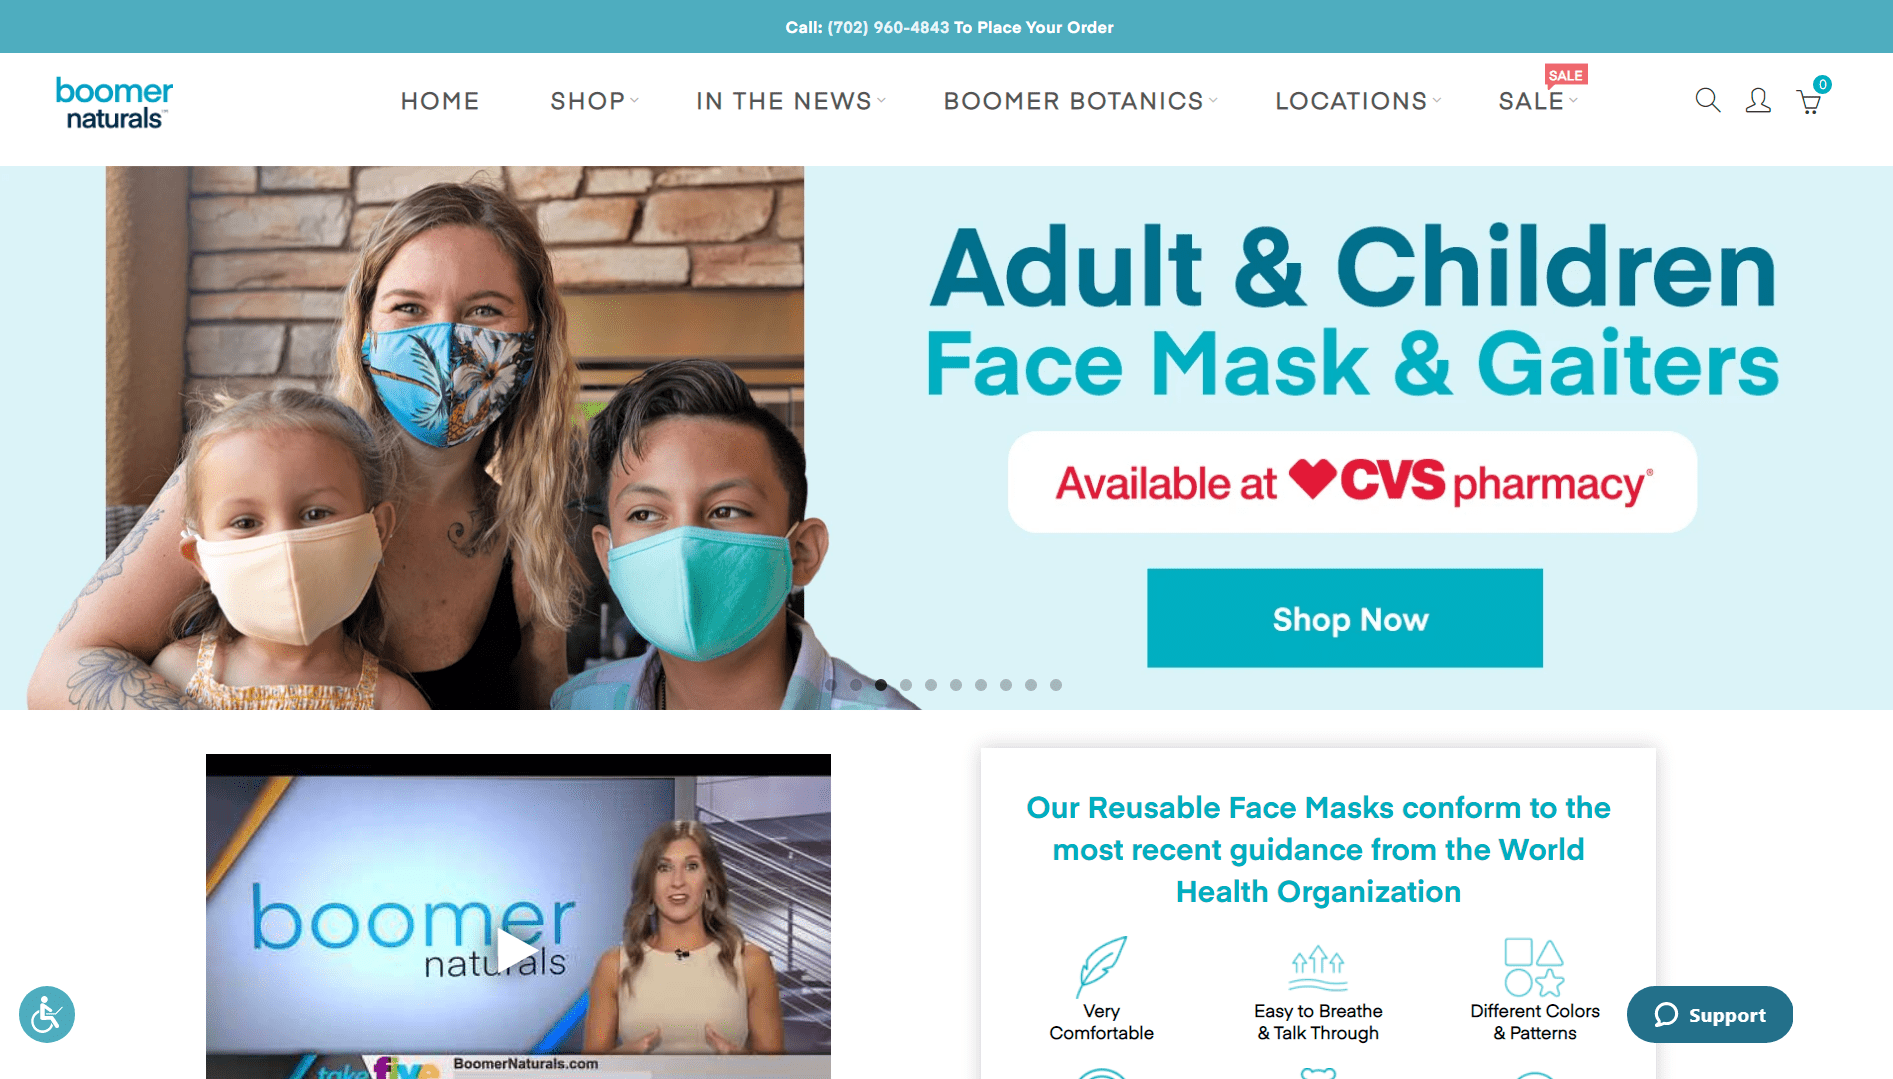 Call: (702) 960-4843 To Place Your Order
boomer
naturals
HOME
SHOP
IN THE NEWS
BOOMER BOTANICS
LOCATIONS
SALE
SALE
0
Adult & Children
Face Mask & Gaiters
Available at CVS pharmacy®
Shop Now
boomer
naturals
take five
BoomerNaturals.com
Our Reusable Face Masks conform to the
most recent guidance from the World
Health Organization
Very
Comfortable
Easy to Breathe
& Talk Through
Different Colors
& Patterns
Support